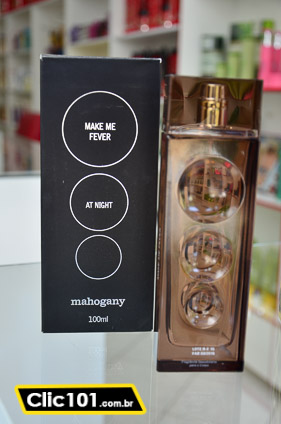 MAKE ME
FEVER
AT NIGHT
mahogany
100ml
Clic101.com.br